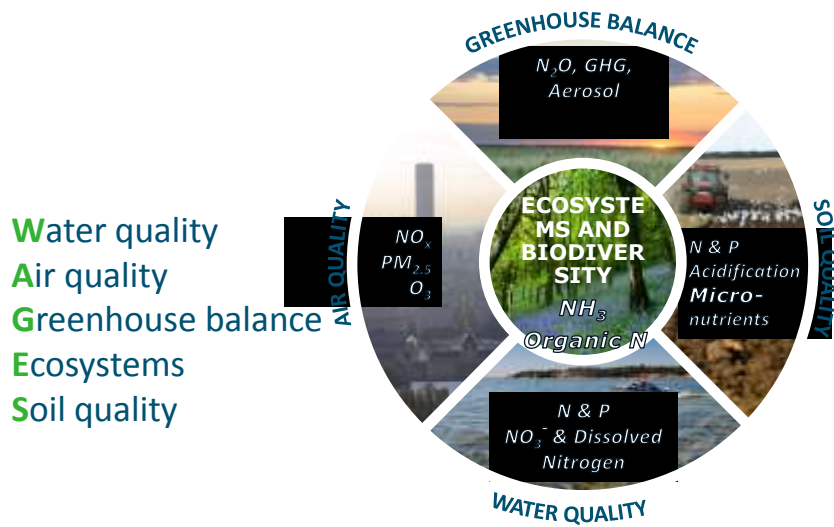 Water quality
Air quality
Greenhouse balance
Ecosystems
Soil quality
GREENHOUSE BALANCE
N₂O, GHG,
Aerosol
AIR QUALITY
NOₓ
PM₂.₅
O₃
ECOSYSTE
MS AND
BIODIVER
SITY
NH₃
Organic N
SOIL QUALITY
N & P
Acidification
Micro-
nutrients
N & P
NO₃⁻ & Dissolved
Nitrogen
WATER QUALITY